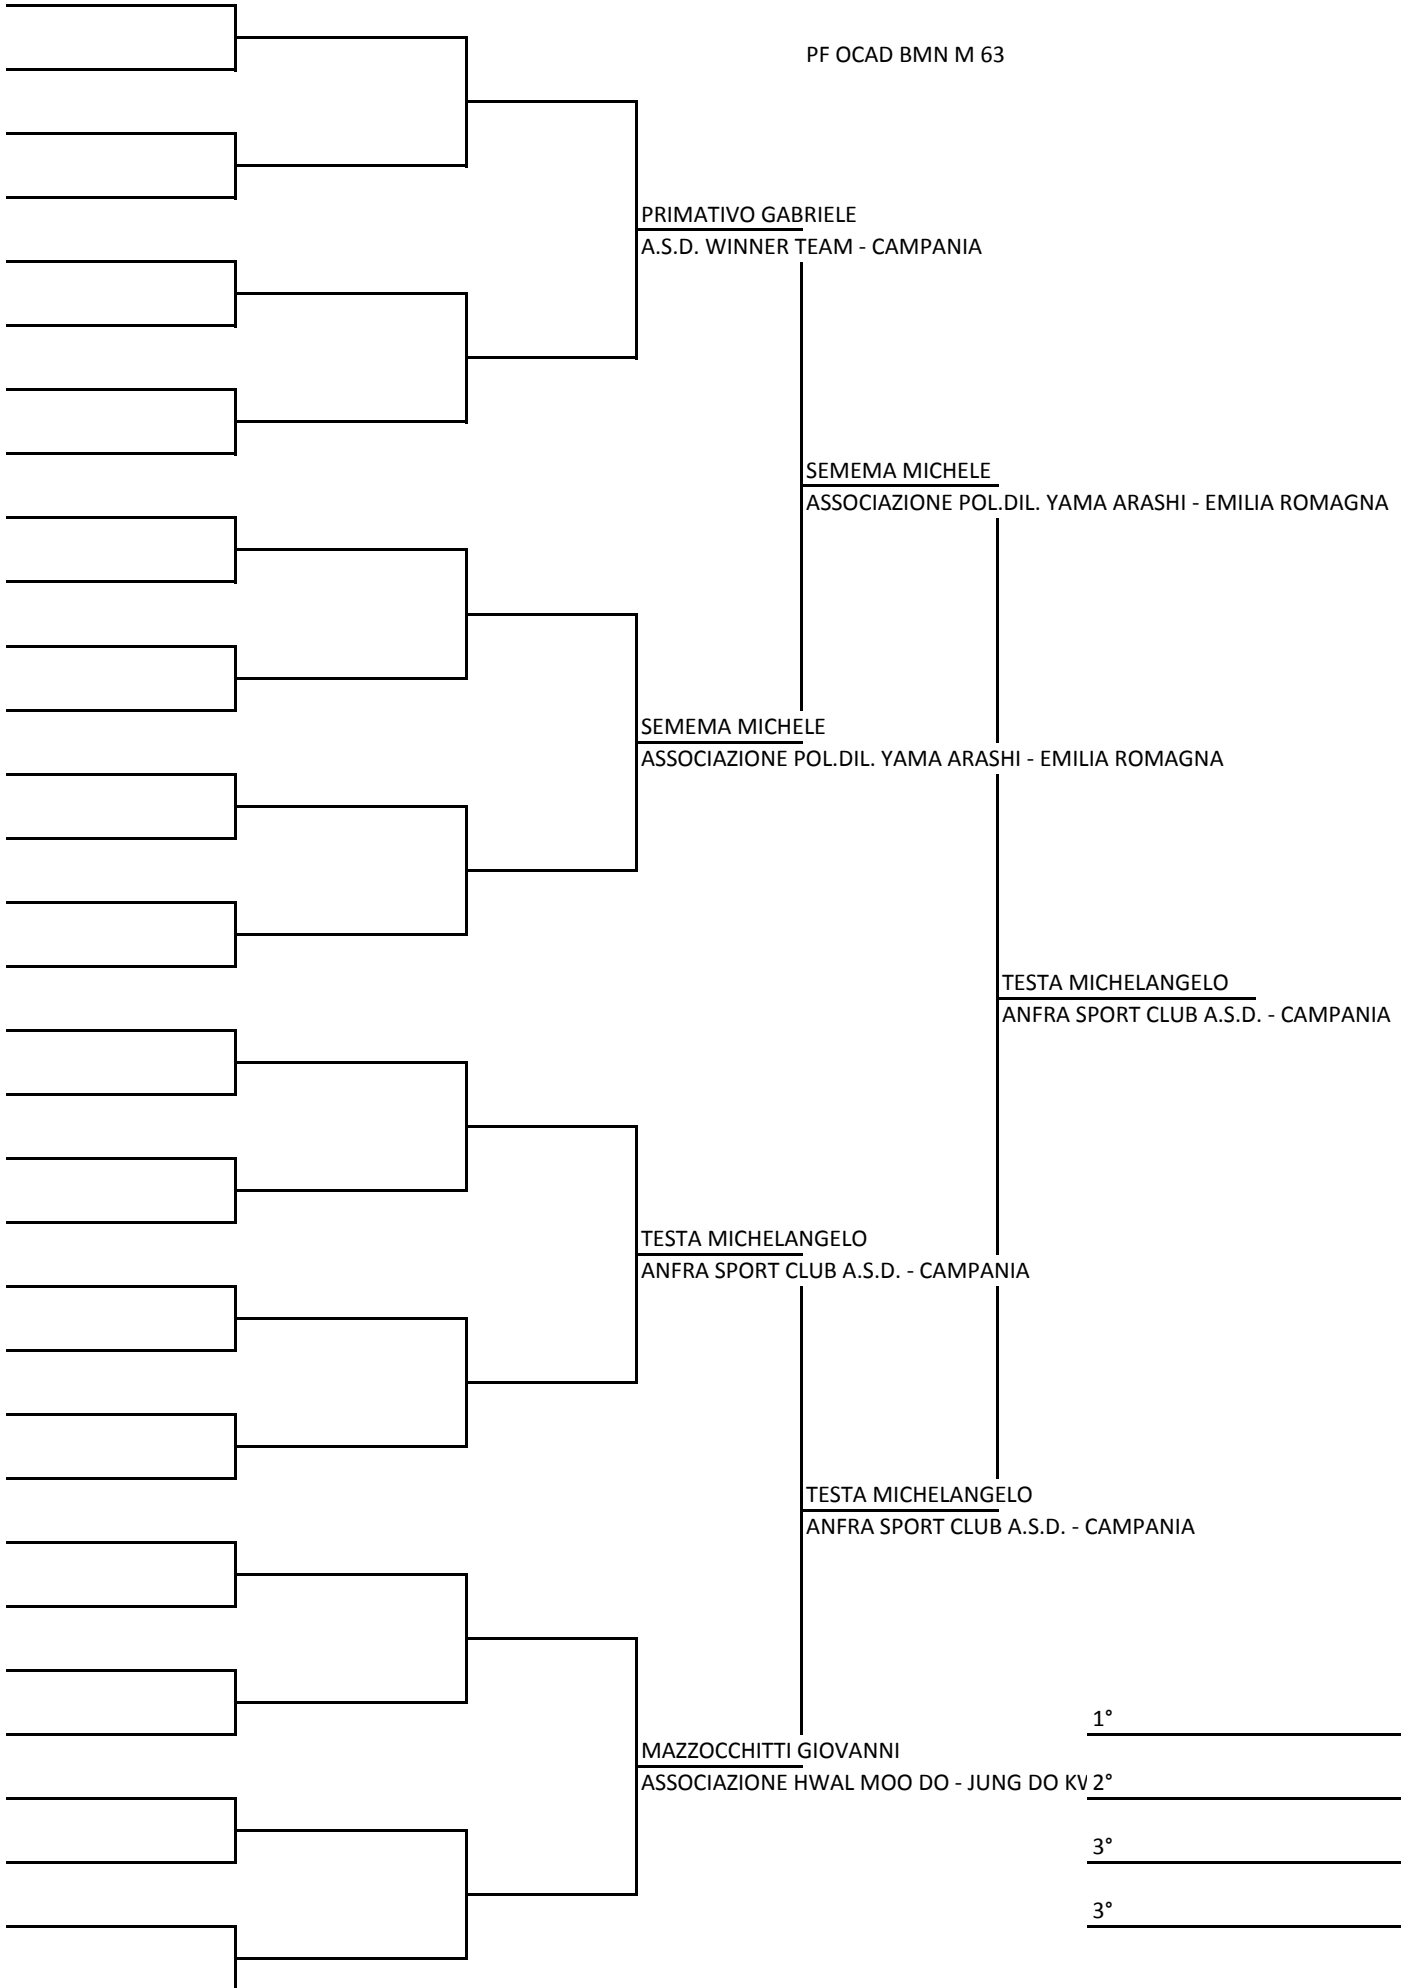 PF OCAD BMN M 63
PRIMATIVO GABRIELE
A.S.D. WINNER TEAM - CAMPANIA
SEMEMA MICHELE
ASSOCIAZIONE POL.DIL. YAMA ARASHI - EMILIA ROMAGNA
SEMEMA MICHELE
ASSOCIAZIONE POL.DIL. YAMA ARASHI - EMILIA ROMAGNA
TESTA MICHELANGELO
ANFRA SPORT CLUB A.S.D. - CAMPANIA
TESTA MICHELANGELO
ANFRA SPORT CLUB A.S.D. - CAMPANIA
TESTA MICHELANGELO
ANFRA SPORT CLUB A.S.D. - CAMPANIA
1°
MAZZOCCHITTI GIOVANNI
ASSOCIAZIONE HWAL MOO DO - JUNG DO
2°
3°
3°